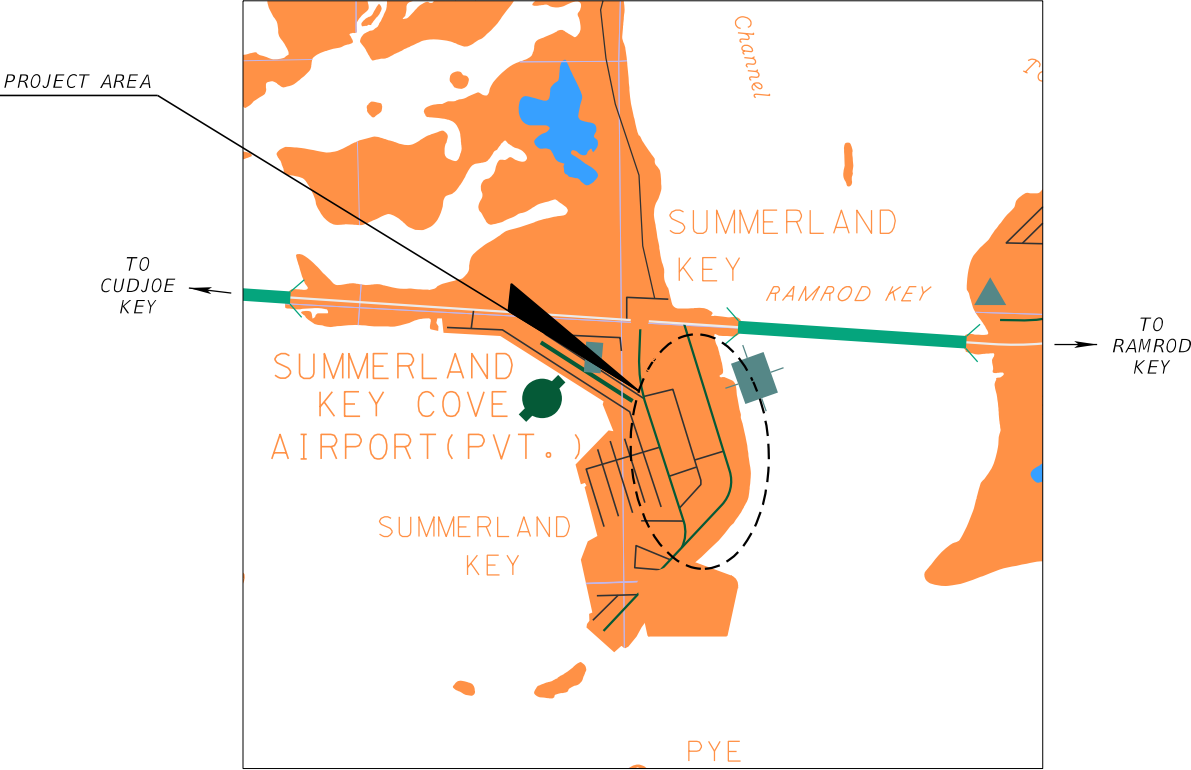 Channel
PROJECT AREA
SUMMERLAND
KEY
TO
CUDJOE
KEY
RAMROD KEY
TO
RAMROD
KEY
SUMMERLAND
KEY COVE
AIRPORT(PVT.)
SUMMERLAND
KEY
PYE